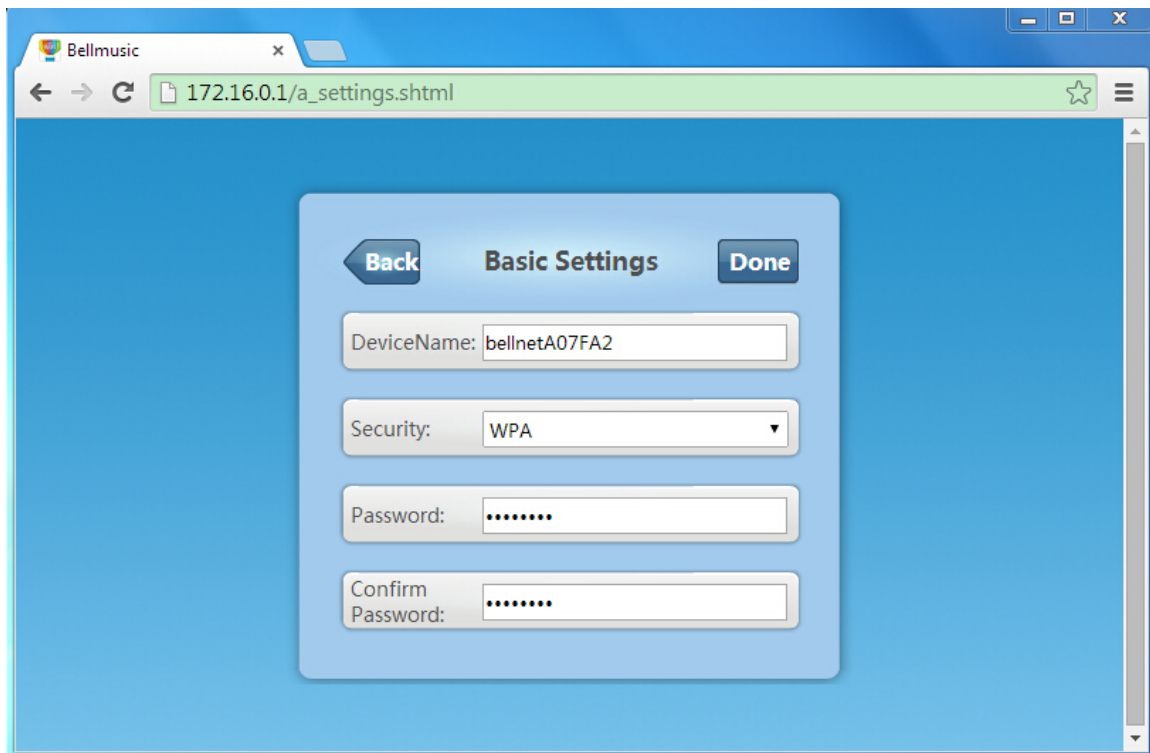 Bellmusic
172.16.0.1/a_settings.shtml
Back Basic Settings Done
DeviceName: bellnetA07FA2
Security: WPA
Password: ••••••••
Confirm
Password: ••••••••